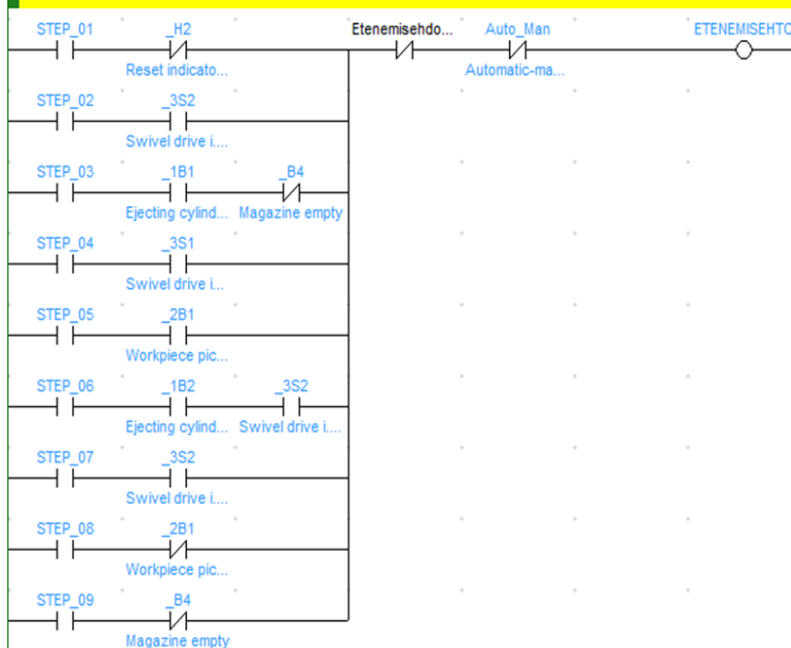 STEP_01 _H2 Etenemisehdo... Auto_Man ETENEMISEHTO
Reset indicato... Automatic-ma...
STEP_02 _3S2
Swivel drive i....
STEP_03 _1B1 _B4
Ejecting cylind... Magazine empty
STEP_04 _3S1
Swivel drive i...
STEP_05 _2B1
Workpiece pic...
STEP_06 _1B2 _3S2
Ejecting cylind... Swivel drive i....
STEP_07 _3S2
Swivel drive i....
STEP_08 _2B1
Workpiece pic...
STEP_09 _B4
Magazine empty